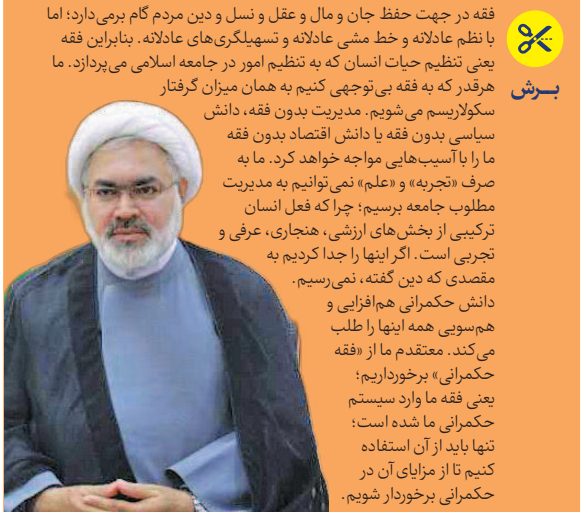 برش
فقه در جهت حفظ جان و مال و عقل و نسل و دین مردم گام برمی‌دارد؛ اما
با نظم عادلانه و خط مشی عادلانه و تسهیلگری‌های عادلانه. بنابراین فقه
یعنی تنظیم حیات انسان که به تنظیم امور در جامعه اسلامی می‌پردازد. ما
هرقدر که به فقه بی‌توجهی کنیم به همان میزان گرفتار
سکولاریسم می‌شویم. مدیریت بدون فقه، دانش
سیاسی بدون فقه یا دانش اقتصاد بدون فقه
ما را با آسیب‌هایی مواجه خواهد کرد. ما به
صرف «تجربه» و «علم» نمی‌توانیم به مدیریت
مطلوب جامعه برسیم؛ چرا که فعل انسان
ترکیبی از بخش‌های ارزشی، هنجاری، عرفی و
تجربی است. اگر اینها را جدا کردیم به
مقصدی که دین گفته، نمی‌رسیم.
دانش حکمرانی هم‌افزایی و
هم‌سویی همه اینها را طلب
می‌کند. معتقدم ما از «فقه
حکمرانی» برخورداریم؛
یعنی فقه ما وارد سیستم
حکمرانی ما شده است؛
تنها باید از آن استفاده
کنیم تا از مزایای آن در
حکمرانی برخوردار شویم.